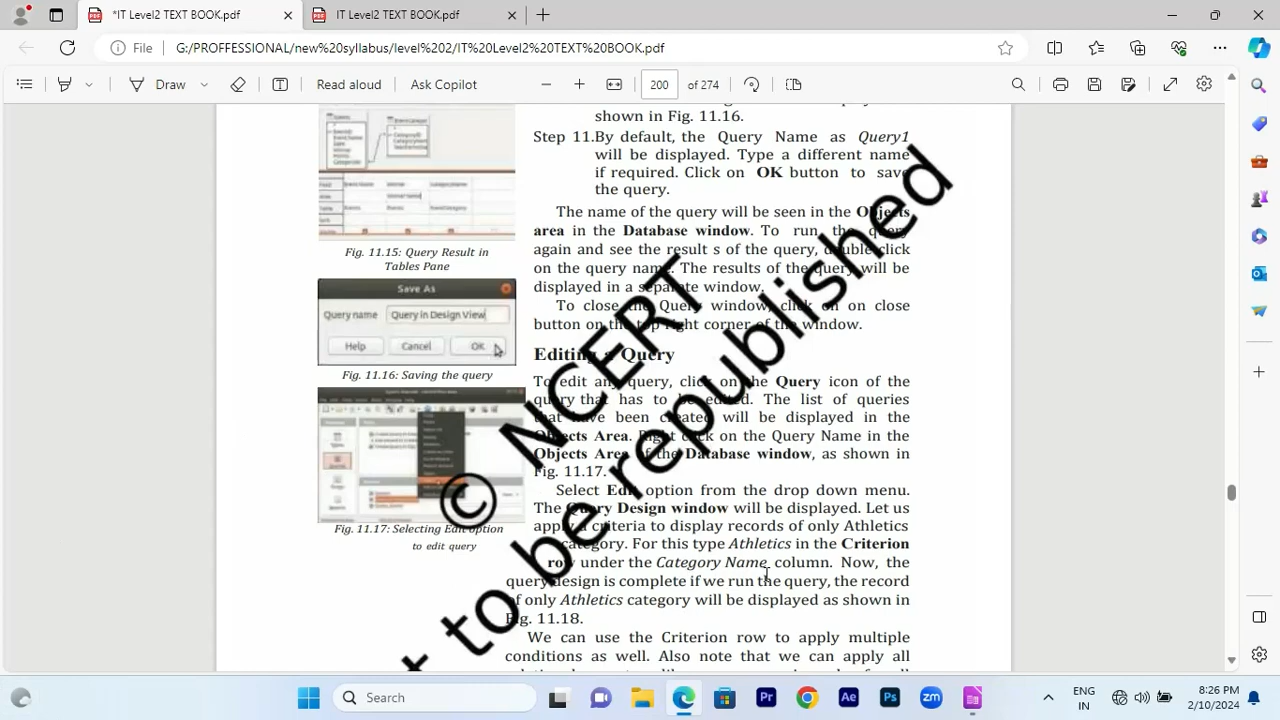 *IT Level2 TEXT BOOK.pdf
IT Level2 TEXT BOOK.pdf
File
G:/PROFFESSIONAL/new%20syllabus/level%202/IT%20Level2%20TEXT%20BOOK.pdf
Draw
Read aloud
Ask Copilot
200 of 274
shown in Fig. 11.16.
Step 11. By default, the Query Name as Query1
will be displayed. Type a different name
if required. Click on OK button to save
the query.
The name of the query will be seen in the Objects
area in the Database window. To run the query
again and see the result s of the query, double click
on the query name. The results of the query will be
displayed in a separate window.
To close the Query window, click on on close
button on the top right corner of the window.
Fig. 11.15: Query Result in
Tables Pane
Save As
Query name Query in Design View
Help Cancel OK
Fig. 11.16: Saving the query
Fig. 11.17: Selecting Edit option
to edit query
Editing a Query
To edit any query, click on the Query icon of the
query that has to be edited. The list of queries
that have been created will be displayed in the
Objects Area. Right click on the Query Name in the
Objects Area of the Database window, as shown in
Fig. 11.17.
Select Edit option from the drop down menu.
The Query Design window will be displayed. Let us
apply a criteria to display records of only Athletics
category. For this type Athletics in the Criterion
row under the Category Name column. Now, the
query design is complete if we run the query, the record
of only Athletics category will be displayed as shown in
Fig. 11.18.
We can use the Criterion row to apply multiple
conditions as well. Also note that we can apply all
© NCERT
t to be republished
Search
ENG
IN
8:26 PM
2/10/2024